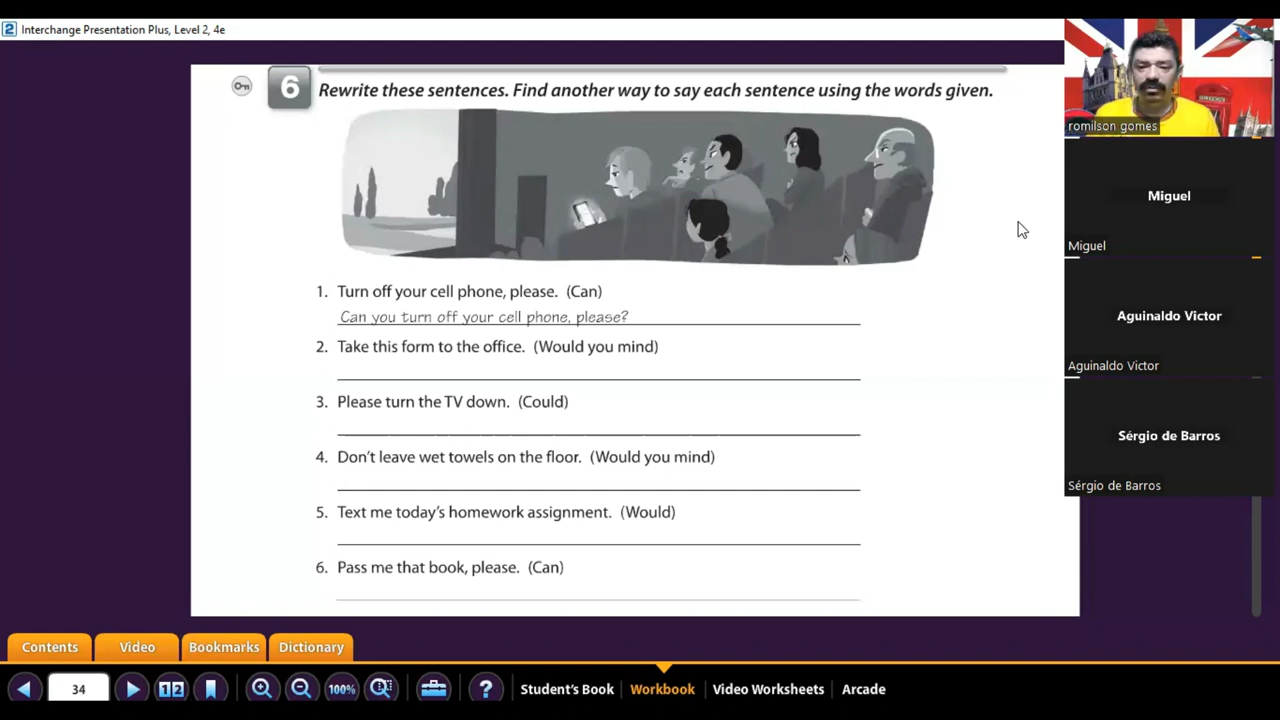 2 Interchange Presentation Plus, Level 2, 4e
6 Rewrite these sentences. Find another way to say each sentence using the words given.
1. Turn off your cell phone, please. (Can)
Can you turn off your cell phone, please?
2. Take this form to the office. (Would you mind)
3. Please turn the TV down. (Could)
4. Don't leave wet towels on the floor. (Would you mind)
5. Text me today's homework assignment. (Would)
6. Pass me that book, please. (Can)
romilson gomes
Miguel
Miguel
Aguinaldo Victor
Aguinaldo Victor
Sérgio de Barros
Sérgio de Barros
Contents Video Bookmarks Dictionary
34 1 2 100% ? Student's Book Workbook Video Worksheets Arcade